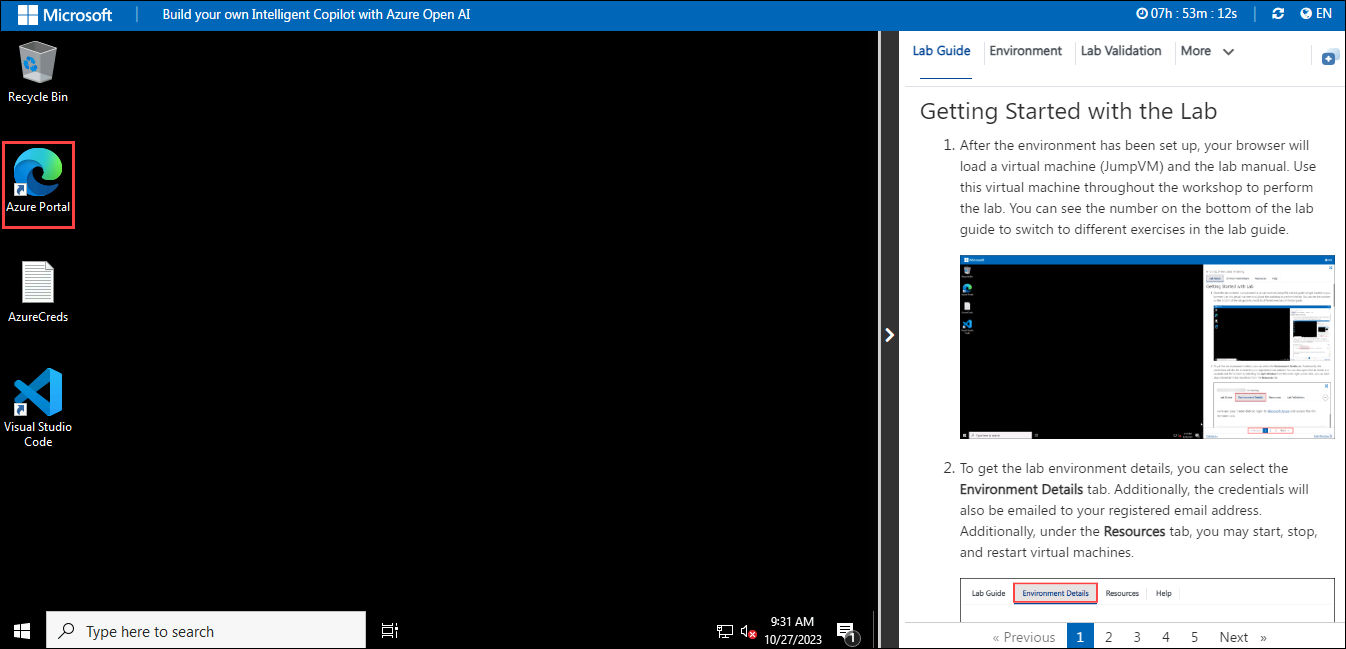 Microsoft
Build your own Intelligent Copilot with Azure Open AI
07h : 53m : 12s
EN
Recycle Bin
Azure Portal
AzureCreds
Visual Studio
Code
Type here to search
9:31 AM
10/27/2023
1
Lab Guide
Environment
Lab Validation
More
Getting Started with the Lab
1. After the environment has been set up, your browser will
load a virtual machine (JumpVM) and the lab manual. Use
this virtual machine throughout the workshop to perform
the lab. You can see the number on the bottom of the lab
guide to switch to different exercises in the lab guide.
Getting Started with Lab
2. To get the lab environment details, you can select the
Environment Details tab. Additionally, the credentials will
also be emailed to your registered email address.
Additionally, under the Resources tab, you may start, stop,
and restart virtual machines.
Lab Guide
Environment Details
Resources
Help
« Previous 1 2 3 4 5 Next »